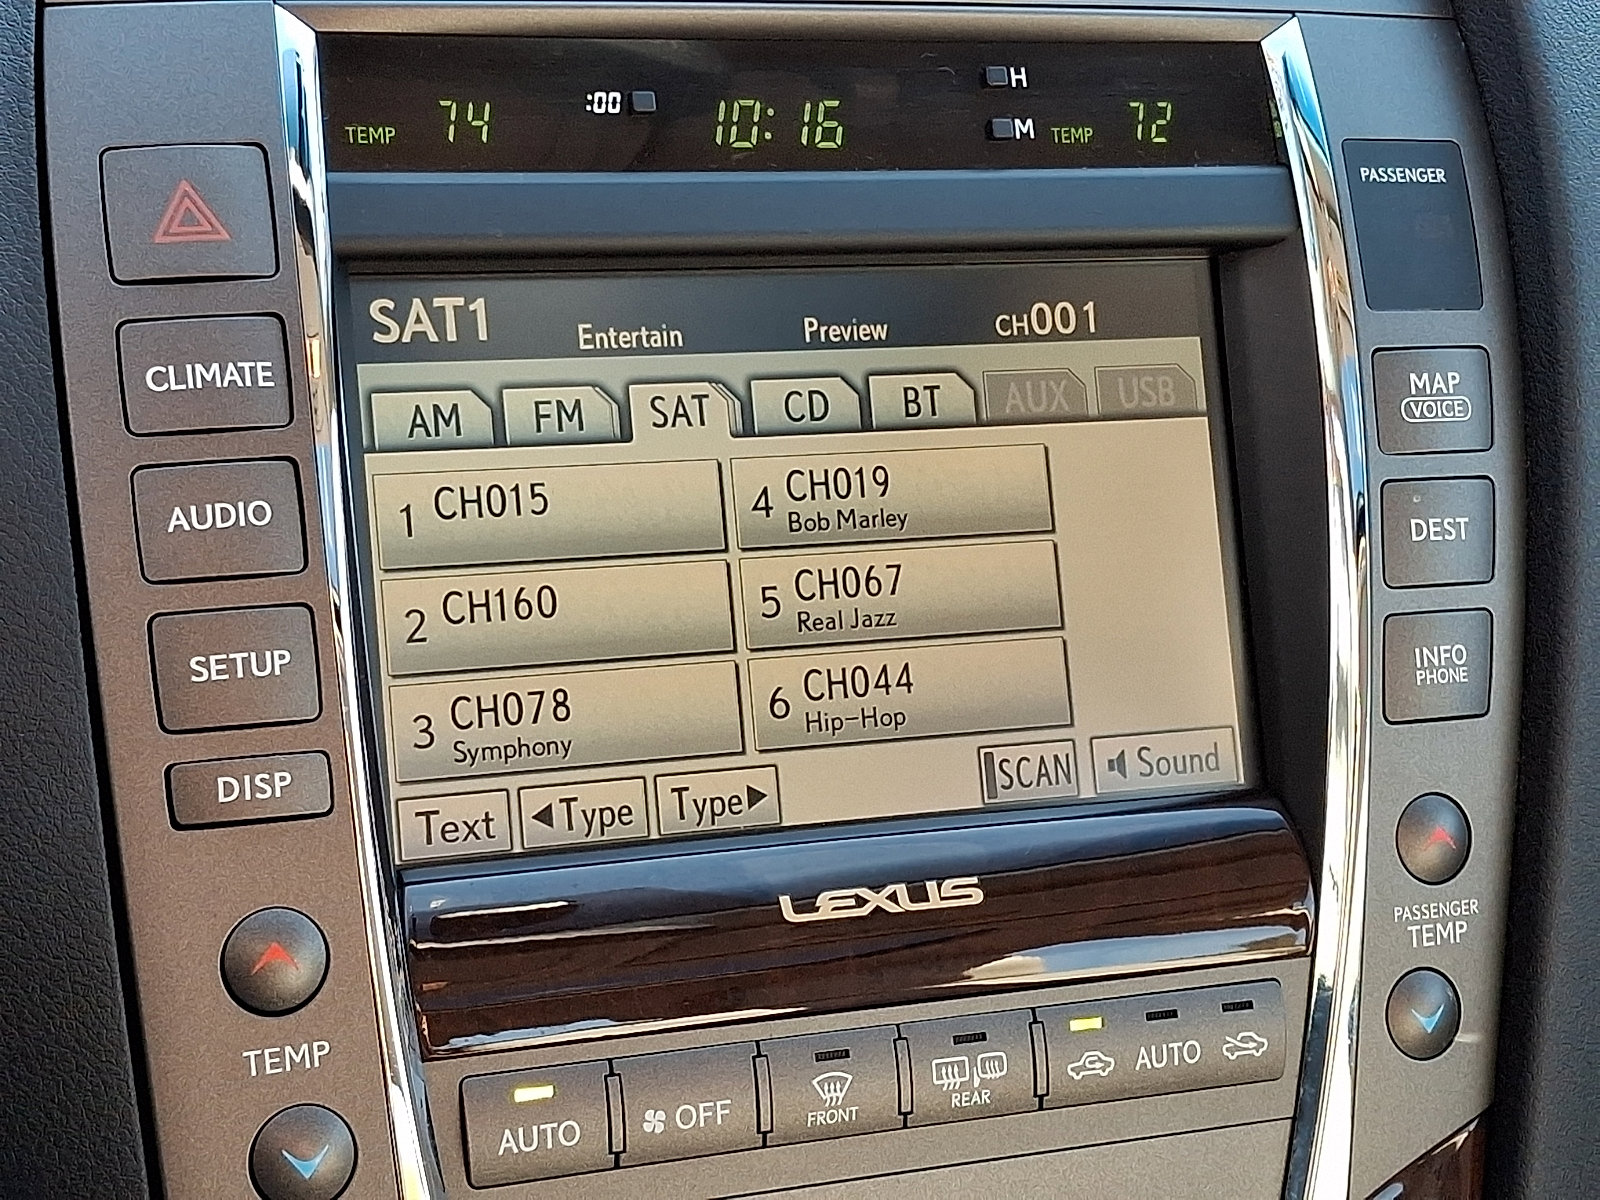 TEMP 74 :00 10:16 H
M TEMP 72
PASSENGER
SAT1 Entertain Preview CH001
CLIMATE
AM FM SAT CD BT AUX USB
MAP
VOICE
1 CH015
4 CH019
Bob Marley
AUDIO
DEST
2 CH160
5 CH067
Real Jazz
SETUP
INFO
PHONE
3 CH078
Symphony
6 CH044
Hip-Hop
DISP
Text ◀Type Type▶ SCAN Sound
LEXUS
PASSENGER
TEMP
TEMP
AUTO
OFF
FRONT
REAR
AUTO